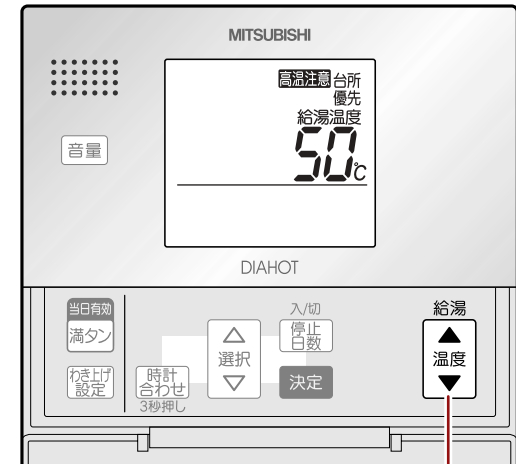 MITSUBISHI
高温注意 台所
優先
給湯温度
50℃
音量
DIAHOT
当日有効
満タン
わき上げ
設定
時計
合わせ
3秒押し
△
選択
▽
入/切
停止
日数
決定
給湯
▲
温度
▼